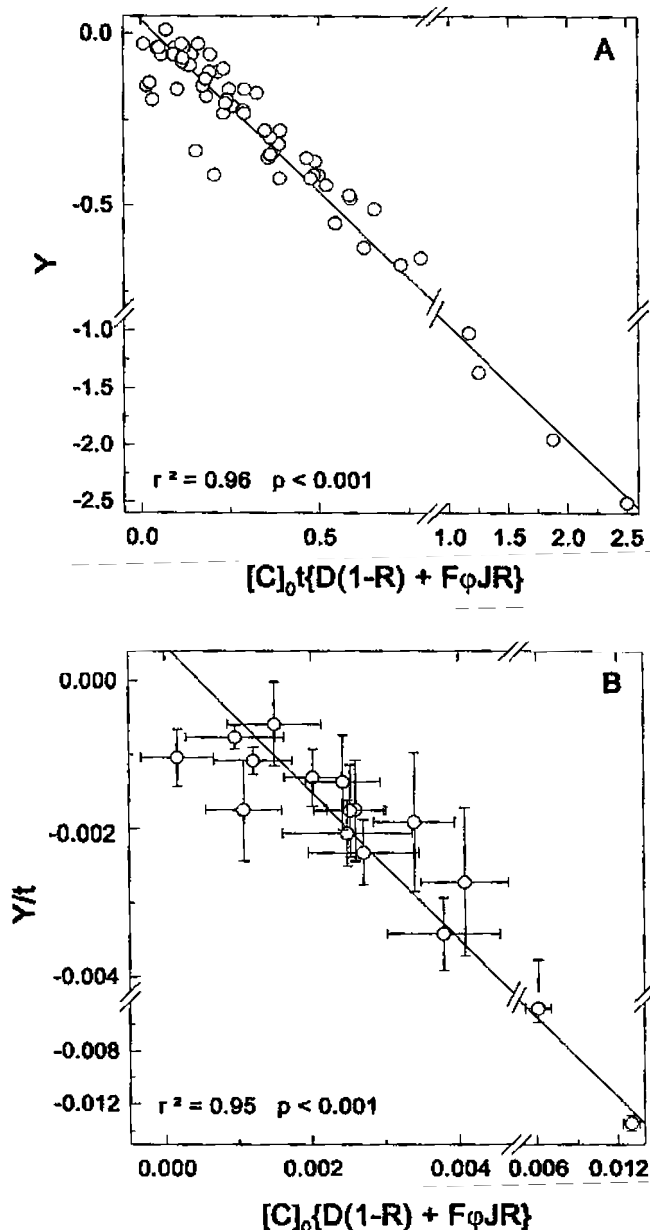 A
0.0
-0.5
-1.0
-1.5
-2.0
-2.5
Y
r² = 0.96 p < 0.001
0.0 0.5 1.0 1.5 2.0 2.5
[C]₀t{D(1-R) + FφJR}
B
0.000
-0.002
-0.004
-0.008
-0.012
Y/t
r² = 0.95 p < 0.001
0.000 0.002 0.004 0.006 0.012
[C]₀{D(1-R) + FφJR}